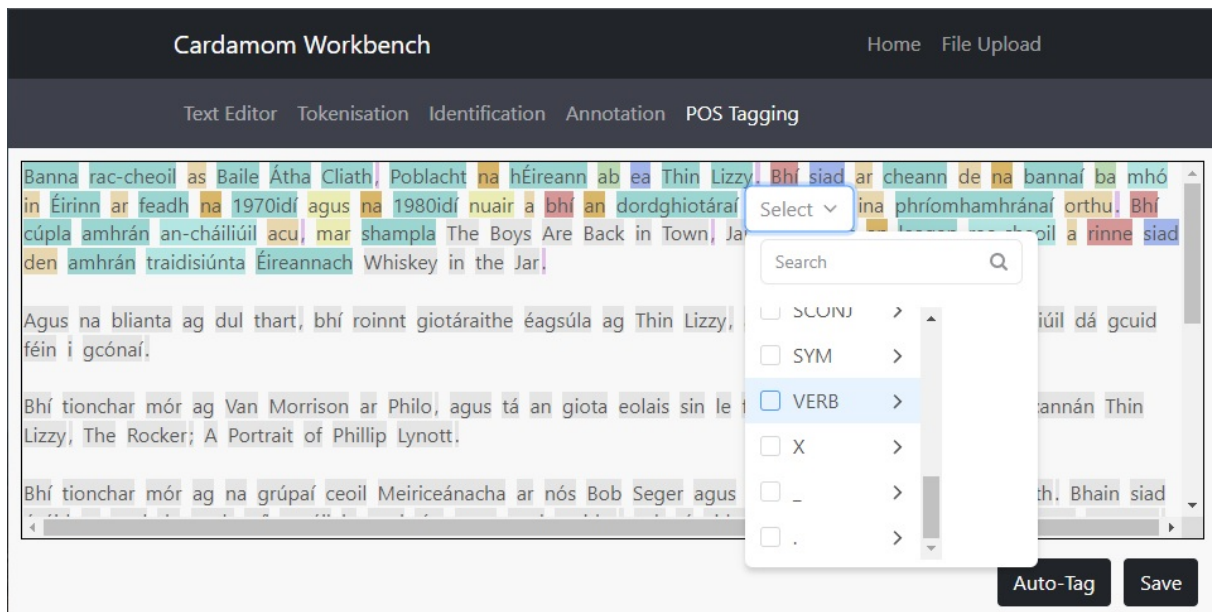 Cardamom Workbench Home File Upload
Text Editor Tokenisation Identification Annotation POS Tagging
Banna rac-cheoil as Baile Átha Cliath, Poblacht na hÉireann ab ea Thin Lizzy. Bhí siad ar cheann de na bannaí ba mhó
in Éirinn ar feadh na 1970idí agus na 1980idí nuair a bhí an dordghiotáraí Select ina phríomhamhránaí orthu. Bhí
cúpla amhrán an-cháiliúil acu, mar shampla The Boys Are Back in Town, a rinne siad
den amhrán traidisiúnta Éireannach Whiskey in the Jar.
Search
SCONJ
SYM
VERB
X
_
.
Agus na blianta ag dul thart, bhí roinnt giotáraithe éagsúla ag Thin Lizzy, dá gcuid
féin i gcónaí.
Bhí tionchar mór ag Van Morrison ar Philo, agus tá an giota eolais sin le Thin
Lizzy, The Rocker; A Portrait of Phillip Lynott.
Bhí tionchar mór ag na grúpaí ceoil Meiriceánacha ar nós Bob Seger agus Bhain siad
Auto-Tag Save